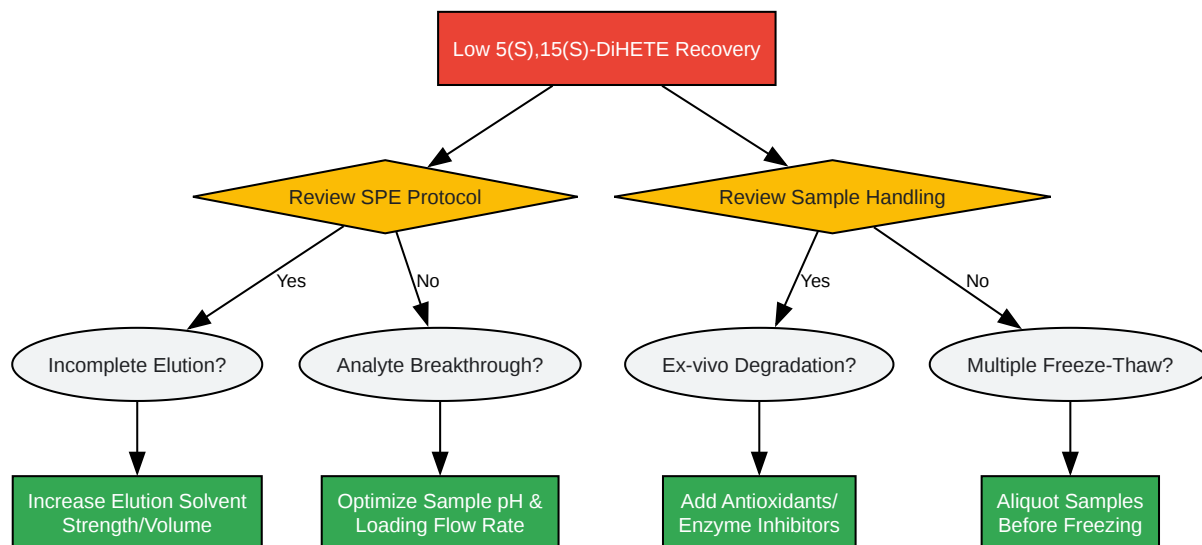 Low 5(S),15(S)-DiHETE Recovery
Review SPE Protocol
Review Sample Handling
Yes
No
Yes
No
Incomplete Elution?
Analyte Breakthrough?
Ex-vivo Degradation?
Multiple Freeze-Thaw?
Increase Elution Solvent
Strength/Volume
Optimize Sample pH &
Loading Flow Rate
Add Antioxidants/
Enzyme Inhibitors
Aliquot Samples
Before Freezing